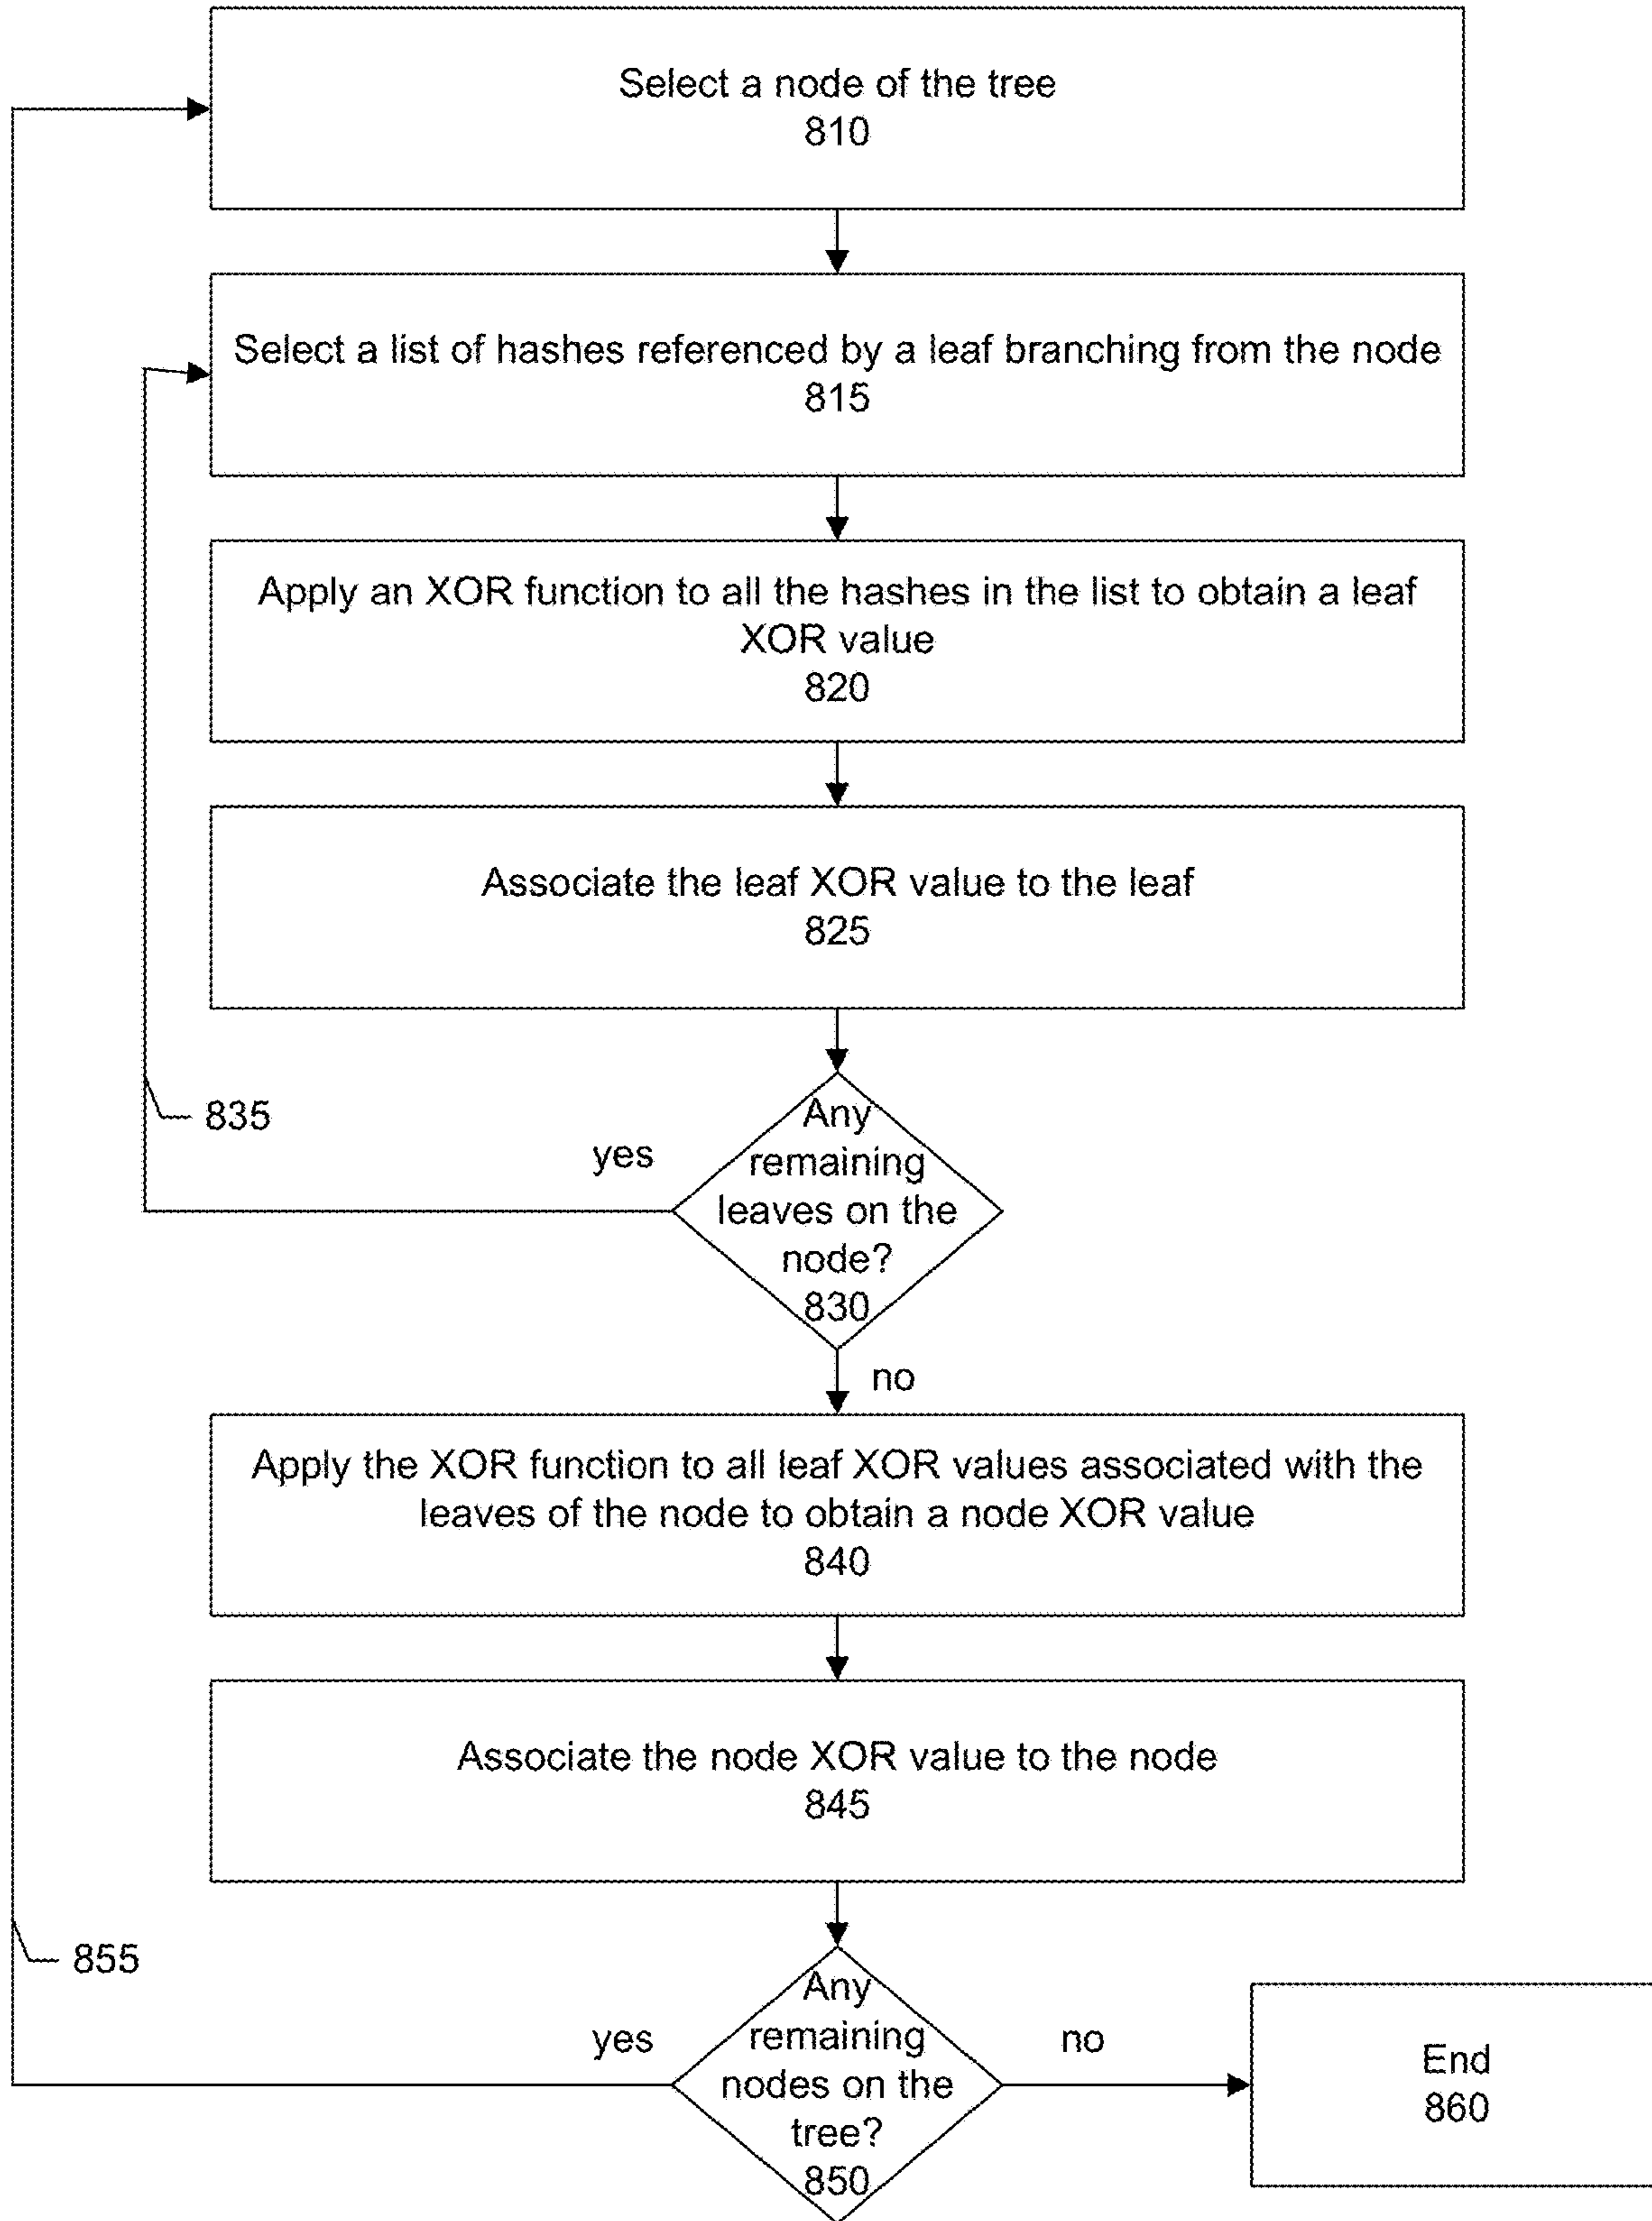 Select a node of the tree
810
Select a list of hashes referenced by a leaf branching from the node
815
Apply an XOR function to all the hashes in the list to obtain a leaf
XOR value
820
Associate the leaf XOR value to the leaf
825
835
yes
Any
remaining
leaves on the
node?
830
no
Apply the XOR function to all leaf XOR values associated with the
leaves of the node to obtain a node XOR value
840
Associate the node XOR value to the node
845
855
yes
Any
remaining
nodes on the
tree?
850
no
End
860